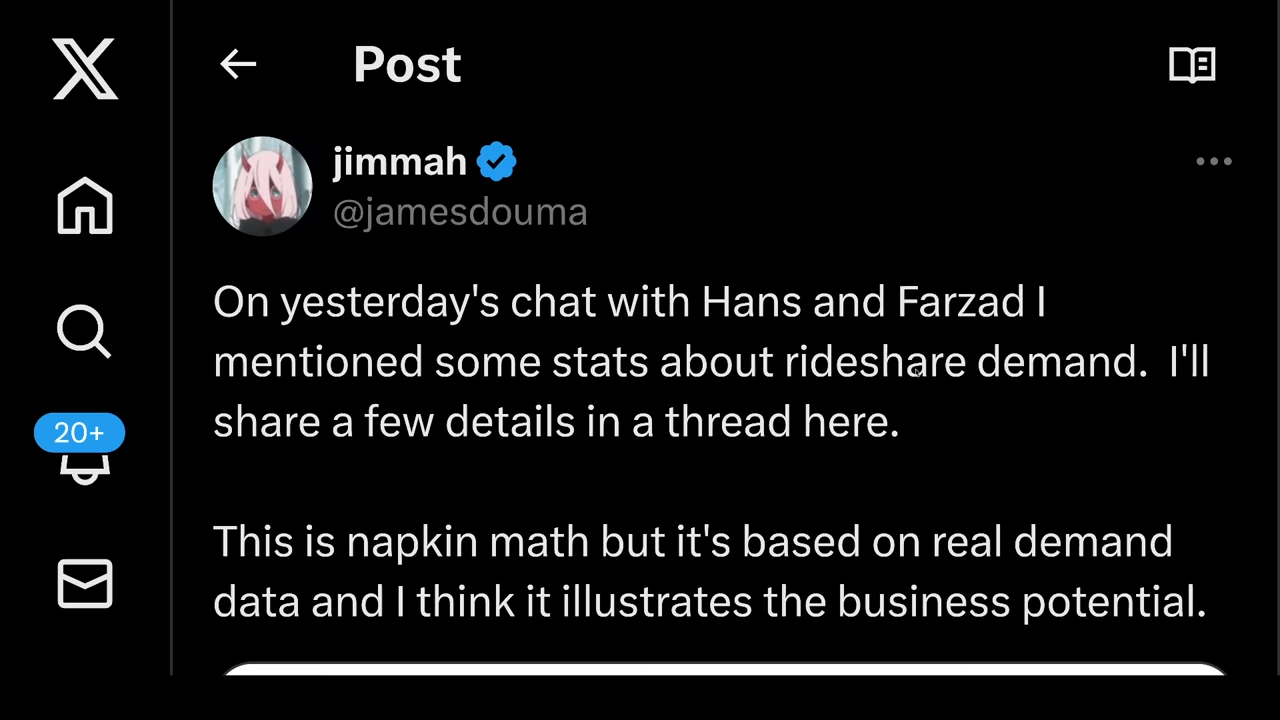 Post
jimmah
@jamesdouma
On yesterday's chat with Hans and Farzad I
mentioned some stats about rideshare demand.  I'll
share a few details in a thread here.
20+
This is napkin math but it's based on real demand
data and I think it illustrates the business potential.